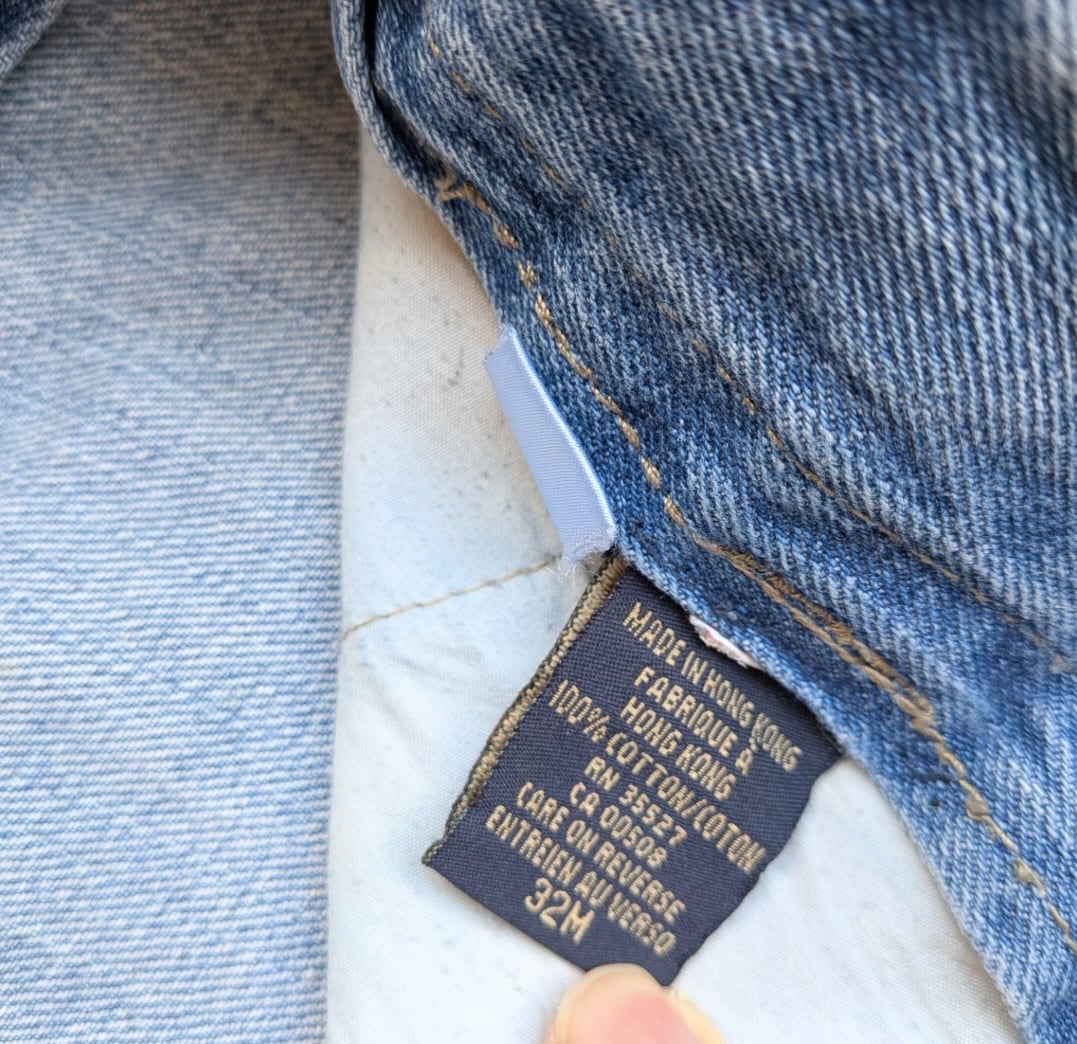 MADE IN HONG KONG
FABRIQUE À
HONG KONG
100% COTTON/COTON
RN 35527
CA 00508
CARE ON REVERSE
ENTREIEN AU VERSO
32M